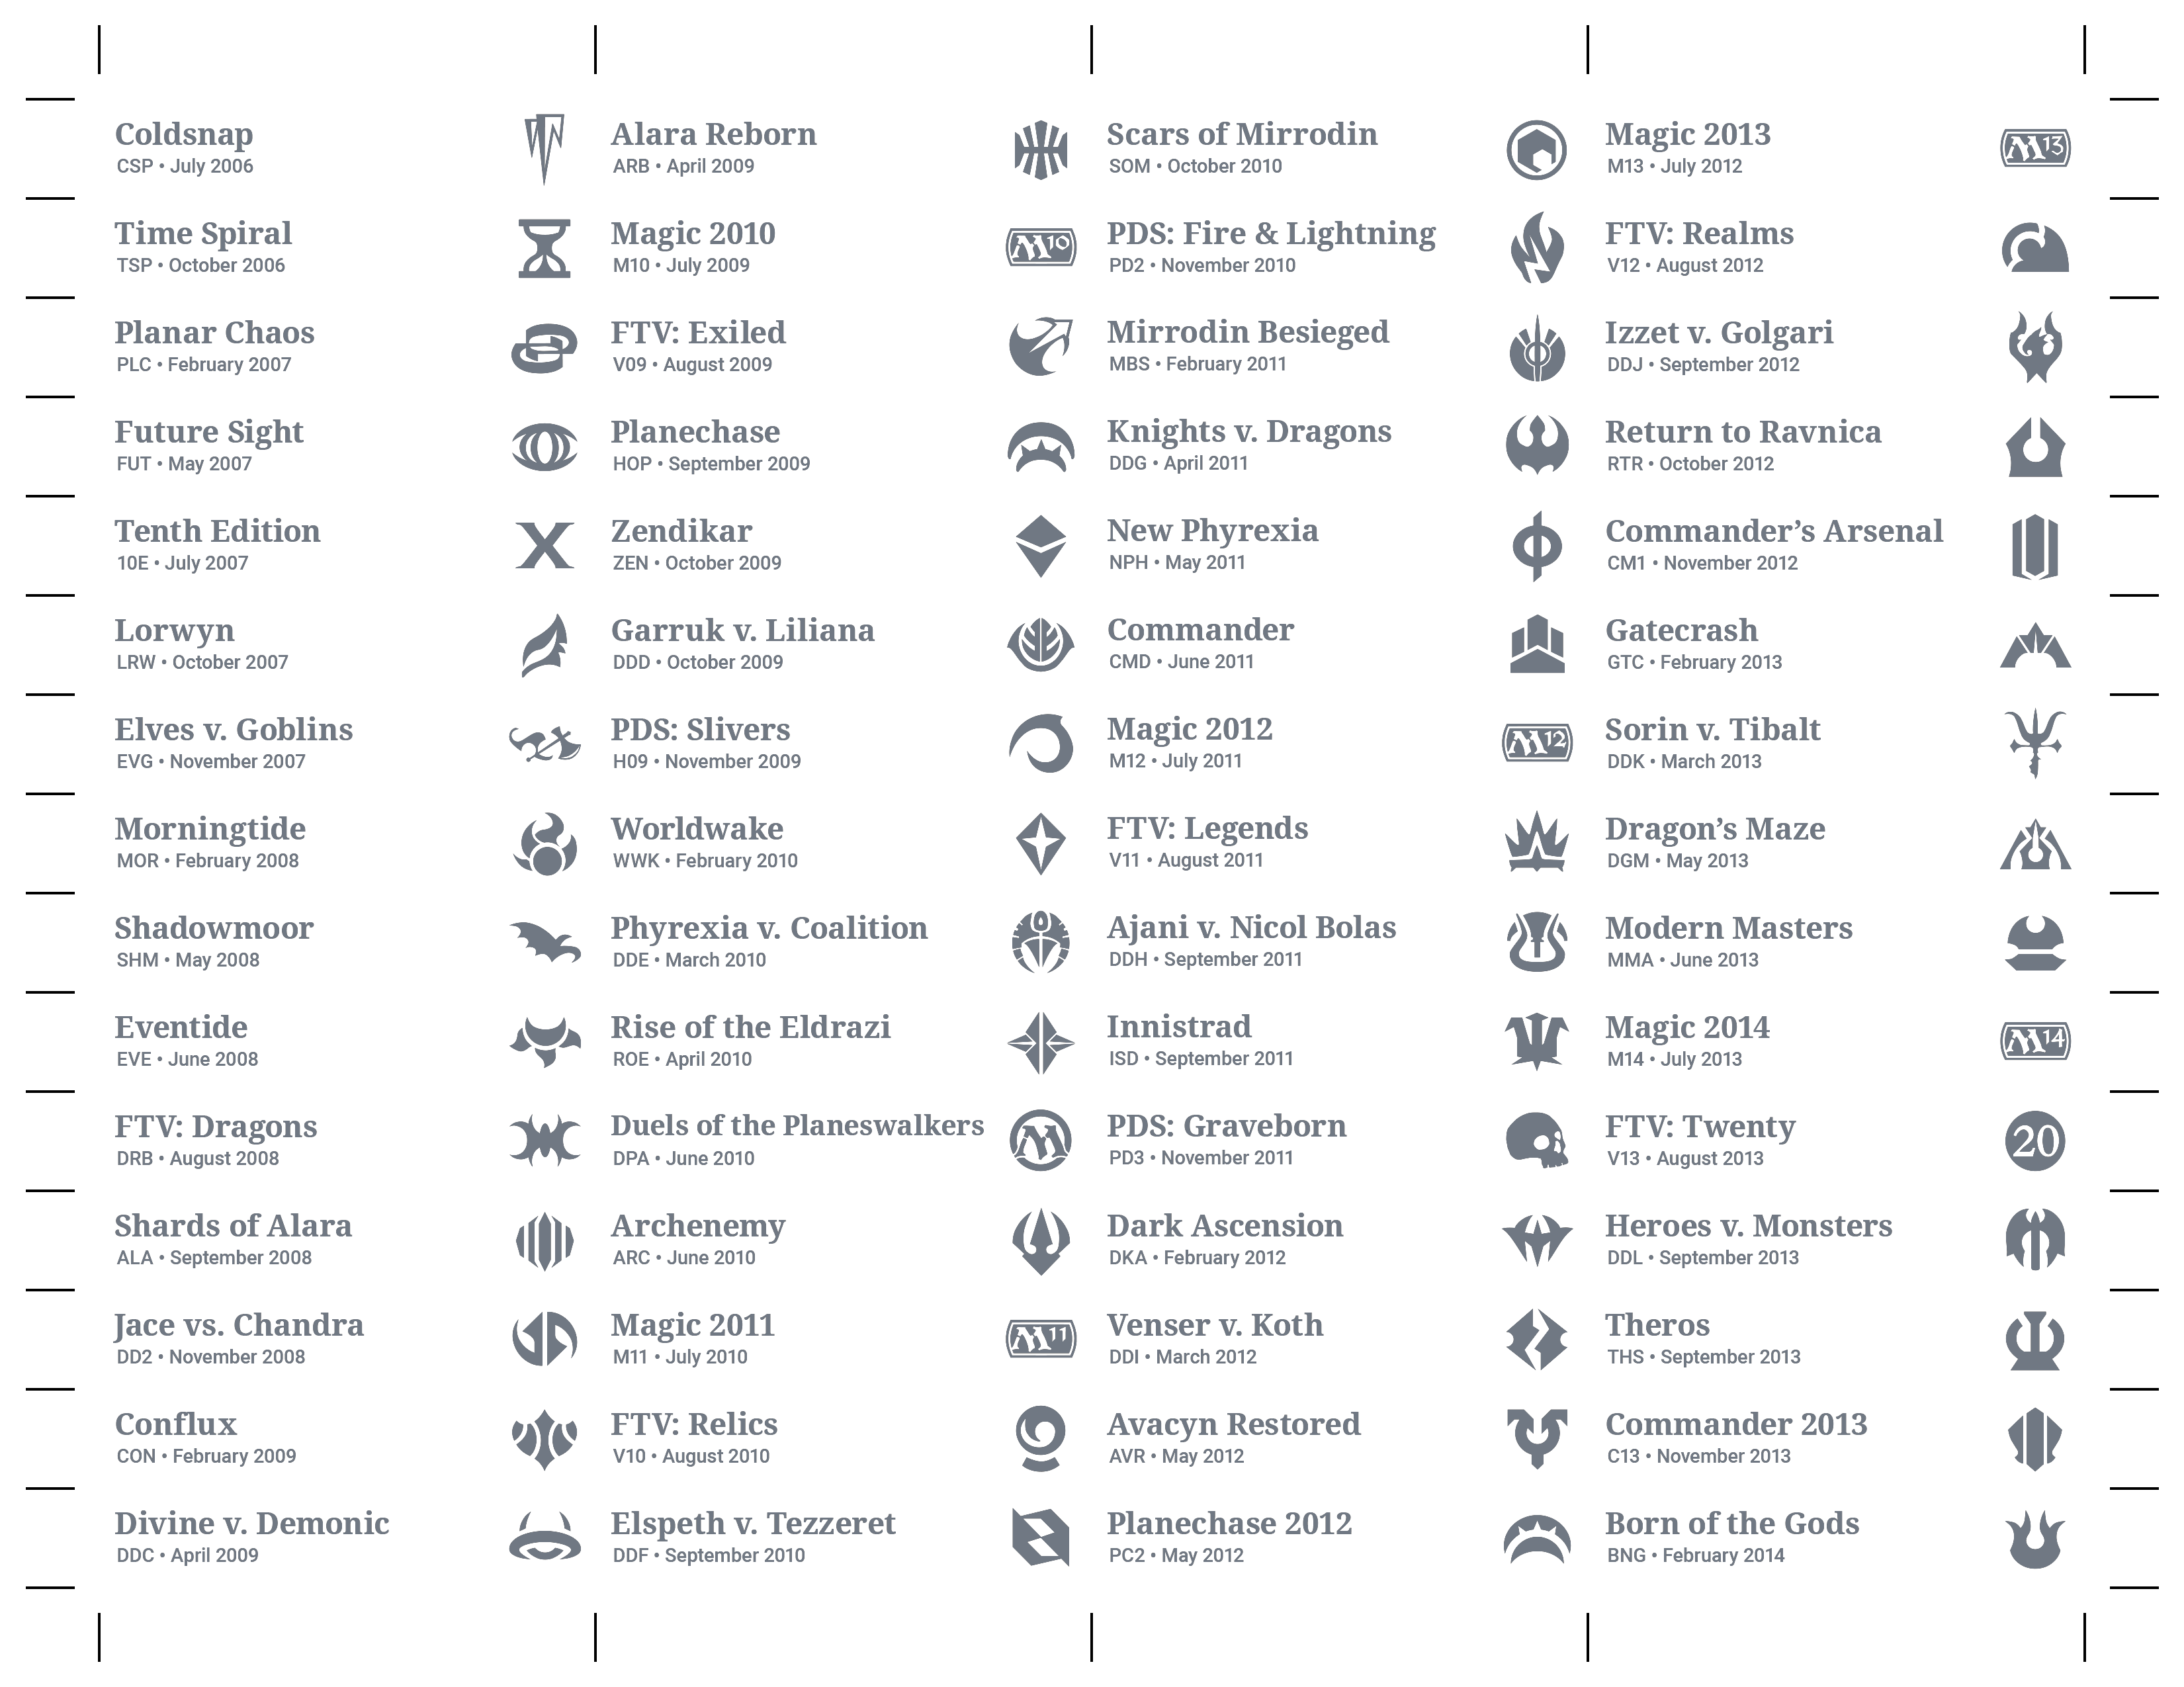 Coldsnap
CSP • July 2006
Time Spiral
TSP • October 2006
Planar Chaos
PLC • February 2007
Future Sight
FUT • May 2007
Tenth Edition
10E • July 2007
X
Lorwyn
LRW • October 2007
Elves v. Goblins
EVG • November 2007
Morningtide
MOR • February 2008
Shadowmoor
SHM • May 2008
Eventide
EVE • June 2008
FTV: Dragons
DRB • August 2008
Shards of Alara
ALA • September 2008
Jace vs. Chandra
DD2 • November 2008
Conflux
CON • February 2009
Divine v. Demonic
DDC • April 2009
Alara Reborn
ARB • April 2009
Magic 2010
M10 • July 2009
M10
FTV: Exiled
V09 • August 2009
Planechase
HOP • September 2009
Zendikar
ZEN • October 2009
Garruk v. Liliana
DDD • October 2009
PDS: Slivers
H09 • November 2009
Worldwake
WWK • February 2010
Phyrexia v. Coalition
DDE • March 2010
Rise of the Eldrazi
ROE • April 2010
Duels of the Planeswalkers
DPA • June 2010
M
Archenemy
ARC • June 2010
Magic 2011
M11 • July 2010
M11
FTV: Relics
V10 • August 2010
Elspeth v. Tezzeret
DDF • September 2010
Scars of Mirrodin
SOM • October 2010
PDS: Fire & Lightning
PD2 • November 2010
Mirrodin Besieged
MBS • February 2011
Knights v. Dragons
DDG • April 2011
New Phyrexia
NPH • May 2011
Commander
CMD • June 2011
Magic 2012
M12 • July 2011
M12
FTV: Legends
V11 • August 2011
Ajani v. Nicol Bolas
DDH • September 2011
Innistrad
ISD • September 2011
PDS: Graveborn
PD3 • November 2011
Dark Ascension
DKA • February 2012
Venser v. Koth
DDI • March 2012
Avacyn Restored
AVR • May 2012
Planechase 2012
PC2 • May 2012
Magic 2013
M13 • July 2012
M13
FTV: Realms
V12 • August 2012
Izzet v. Golgari
DDJ • September 2012
Return to Ravnica
RTR • October 2012
Commander’s Arsenal
CM1 • November 2012
Gatecrash
GTC • February 2013
Sorin v. Tibalt
DDK • March 2013
Dragon’s Maze
DGM • May 2013
Modern Masters
MMA • June 2013
Magic 2014
M14 • July 2013
M14
FTV: Twenty
V13 • August 2013
20
Heroes v. Monsters
DDL • September 2013
Theros
THS • September 2013
Commander 2013
C13 • November 2013
Born of the Gods
BNG • February 2014